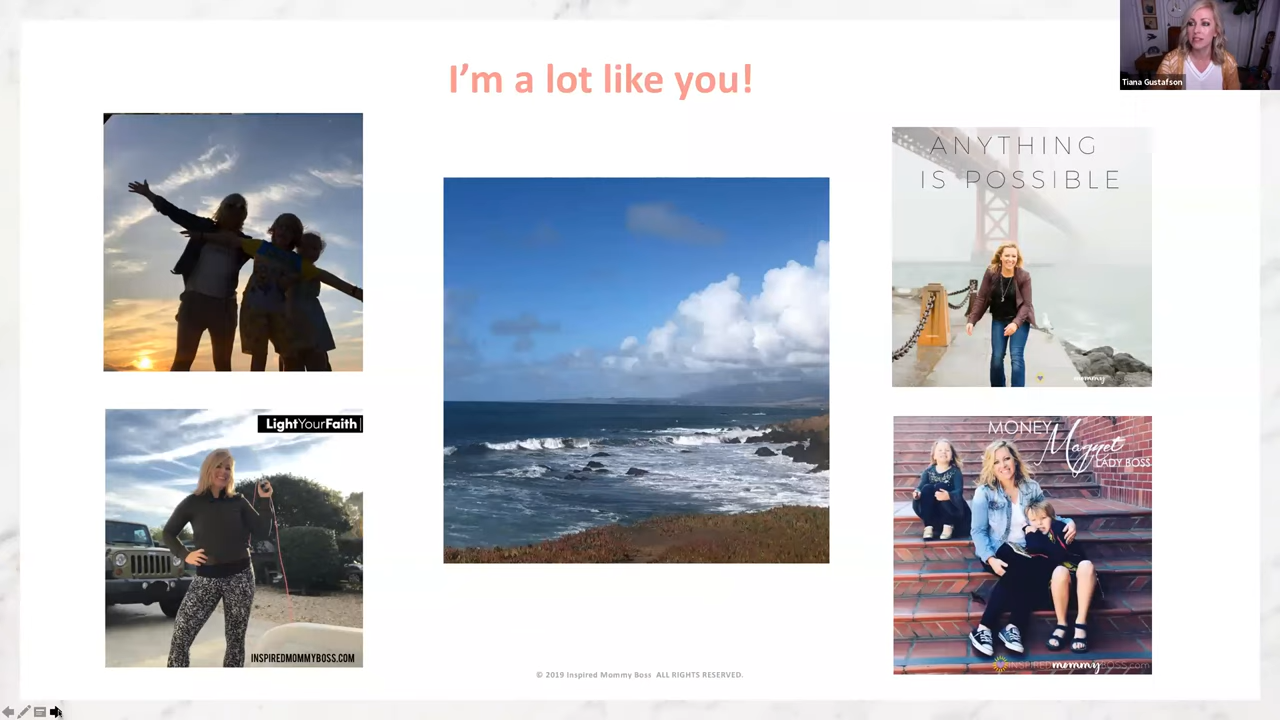 I'm a lot like you!
Tiana Gustafson
ANYTHING
IS POSSIBLE
mommy
LightYourFaith
INSPIREDMOMMYBOSS.COM
MONEY
Magnet
LADY BOSS
INSPIREDmommyBOSS.com
© 2019 Inspired Mommy Boss ALL RIGHTS RESERVED.